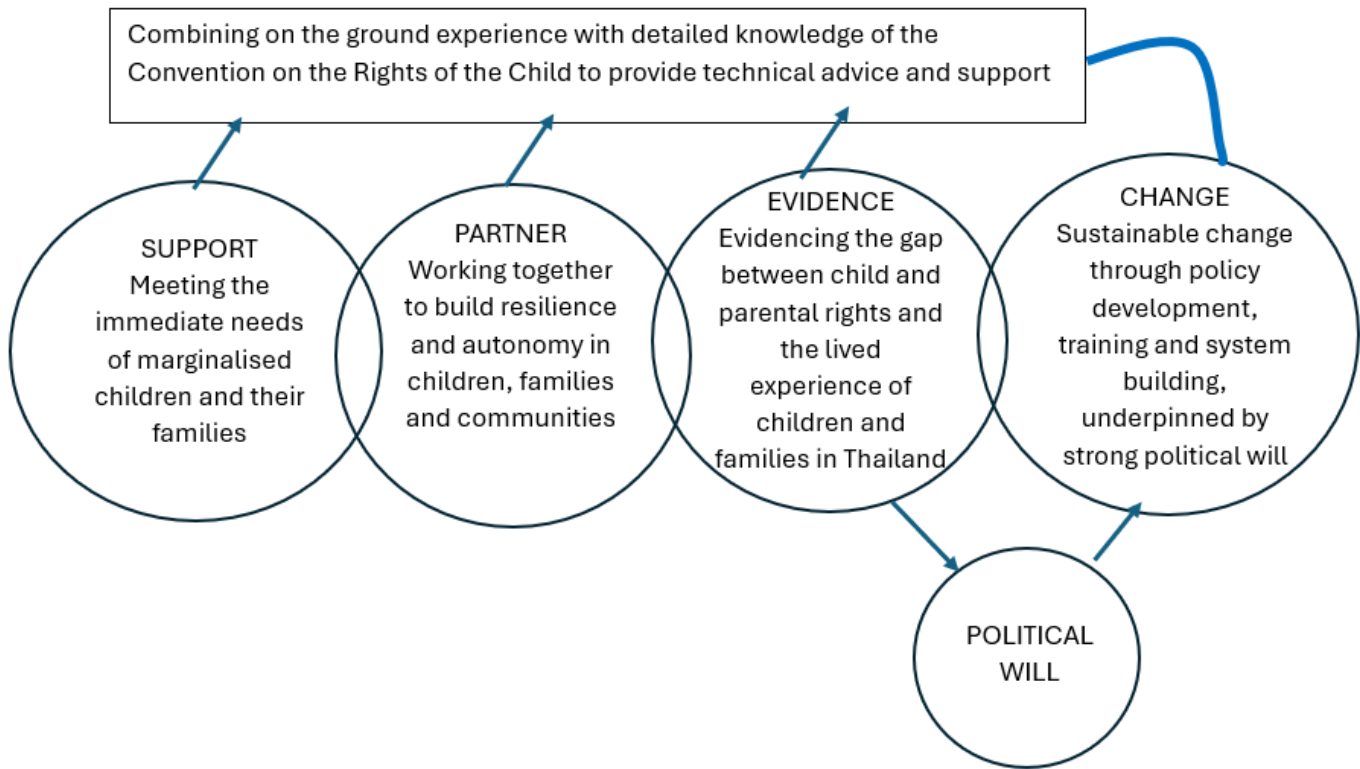 Combining on the ground experience with detailed knowledge of the
Convention on the Rights of the Child to provide technical advice and support
SUPPORT
Meeting the
immediate needs
of marginalised
children and their
families
PARTNER
Working together
to build resilience
and autonomy in
children, families
and communities
EVIDENCE
Evidencing the gap
between child and
parental rights and
the lived
experience of
children and
families in Thailand
CHANGE
Sustainable change
through policy
development,
training and system
building,
underpinned by
strong political will
POLITICAL
WILL